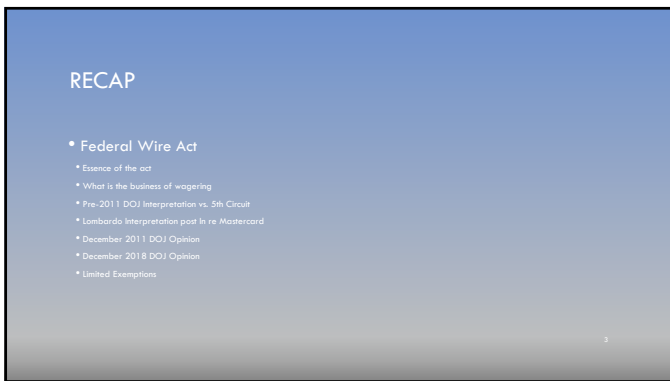 RECAP
• Federal Wire Act
• Essence of the act
• What is the business of wagering
• Pre-2011 DOJ Interpretation vs. 5th Circuit
• Lombardo Interpretation post In re Mastercard
• December 2011 DOJ Opinion
• December 2018 DOJ Opinion
• Limited Exemptions
3